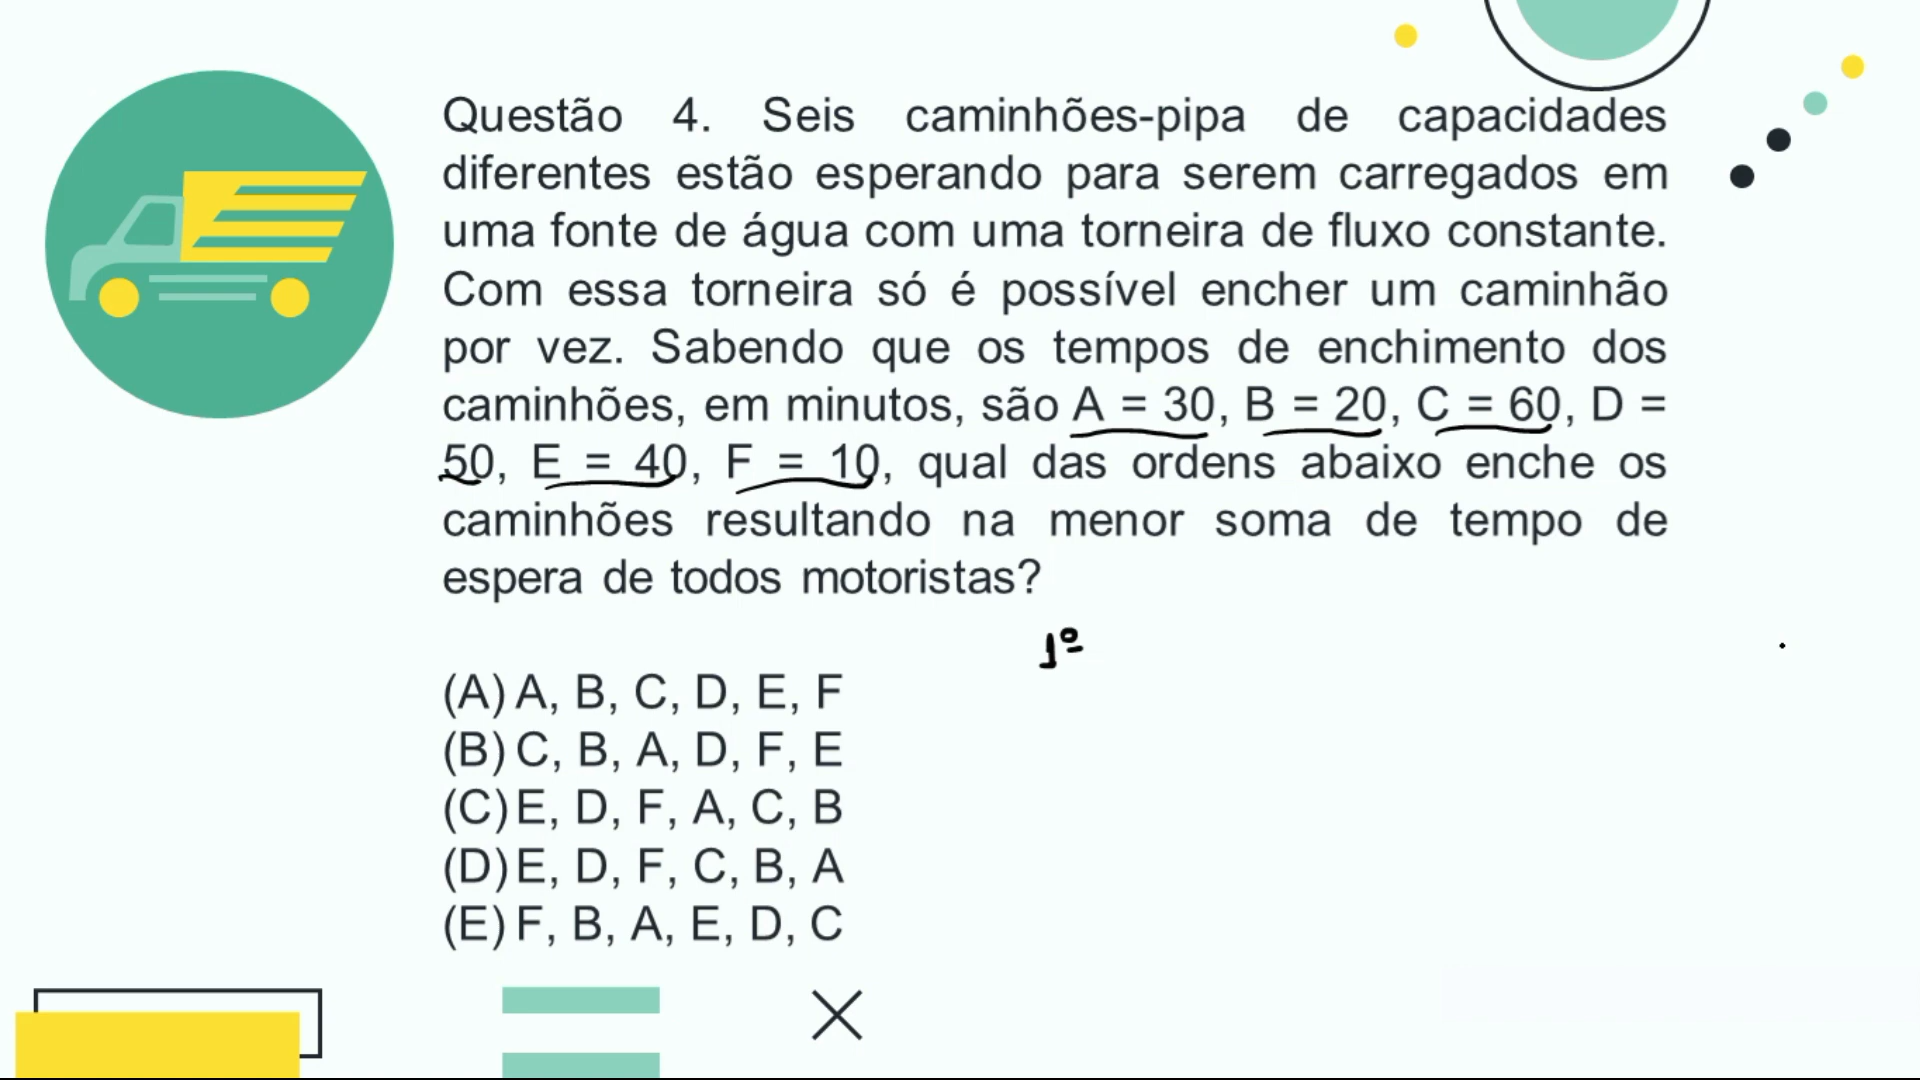 Questão 4. Seis caminhões-pipa de capacidades
diferentes estão esperando para serem carregados em
uma fonte de água com uma torneira de fluxo constante.
Com essa torneira só é possível encher um caminhão
por vez. Sabendo que os tempos de enchimento dos
caminhões, em minutos, são A = 30, B = 20, C = 60, D =
50, E = 40, F = 10, qual das ordens abaixo enche os
caminhões resultando na menor soma de tempo de
espera de todos motoristas?
1º
(A) A, B, C, D, E, F
(B) C, B, A, D, F, E
(C) E, D, F, A, C, B
(D) E, D, F, C, B, A
(E) F, B, A, E, D, C